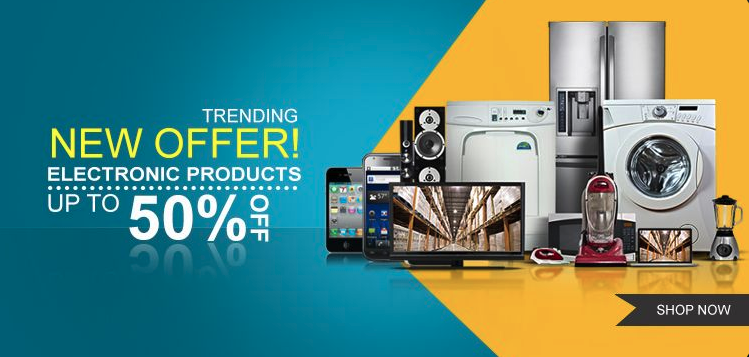 TRENDING
NEW OFFER!
ELECTRONIC PRODUCTS
UP TO 50% OFF
SHOP NOW